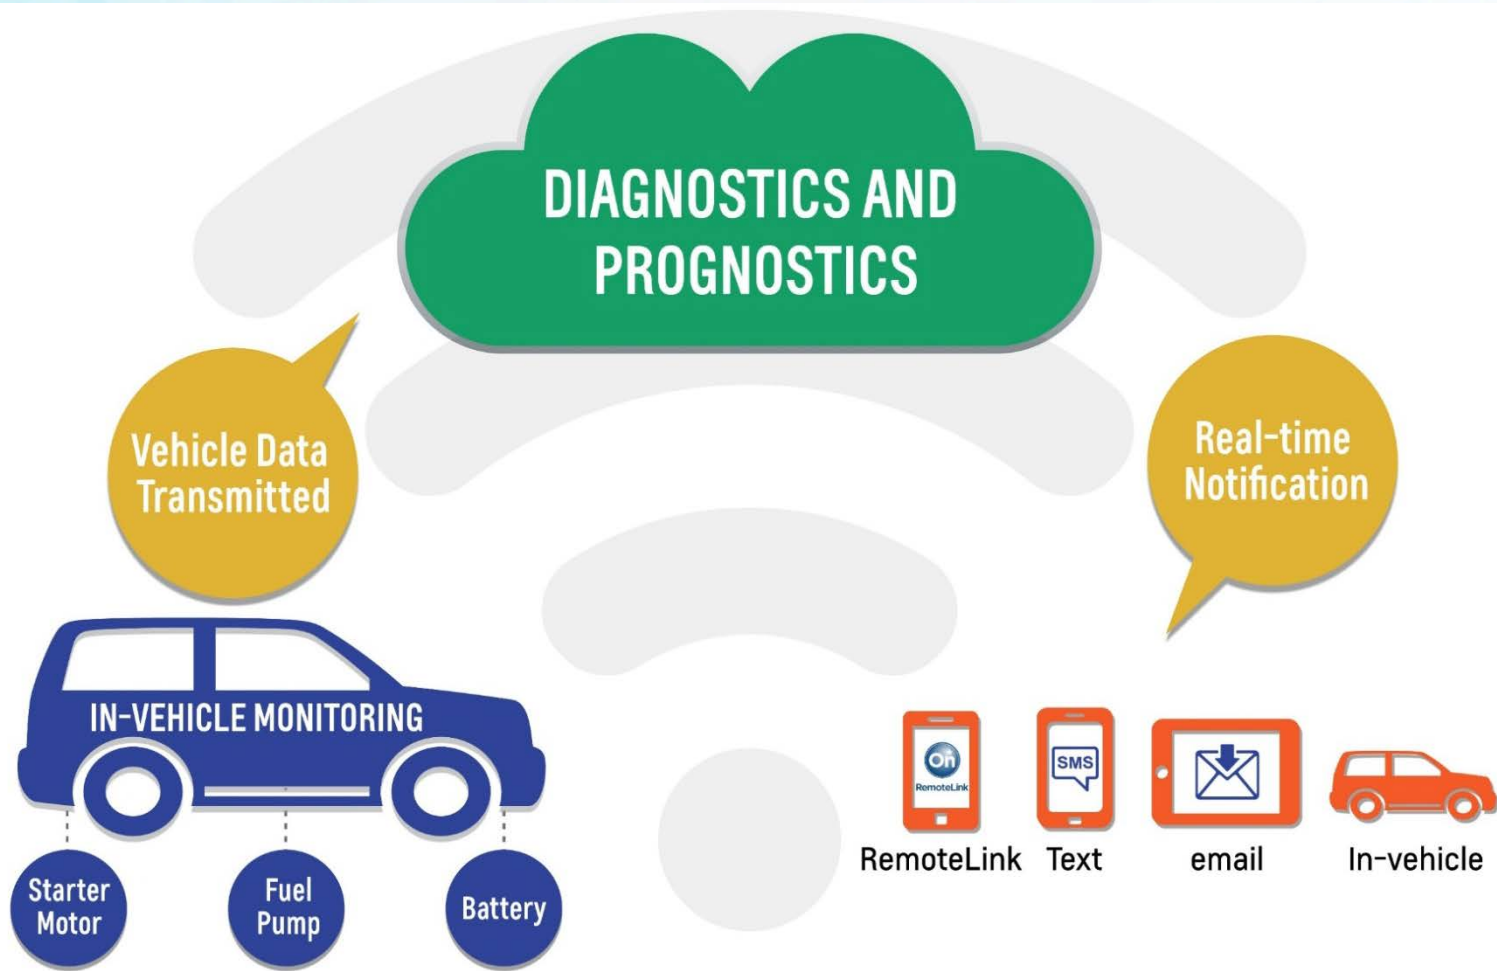 DIAGNOSTICS AND
PROGNOSTICS
Vehicle Data
Transmitted
Real-time
Notification
IN-VEHICLE MONITORING
Starter
Motor
Fuel
Pump
Battery
On
RemoteLink
SMS
RemoteLink
Text
email
In-vehicle